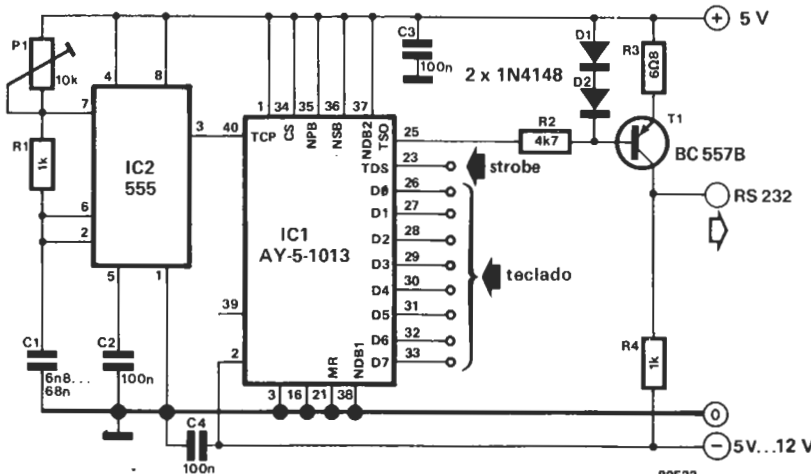 5 V
P1
10k
4
8
C3
100n
D1
D2
2 x 1N4148
R3
6Ω8
T1
BC 557B
7
R1
1k
IC2
555
3
40
1
34
35
36
37
TCP
CS
NPB
NSB
NDB2
TSO
25
R2
4k7
TDS
23
strobe
RS 232
IC1
AY-5-1013
D0
26
D1
27
D2
28
D3
29
D4
30
D5
31
D6
32
D7
33
teclado
6
2
5
1
39
2
C1
6n8...
68n
C2
100n
MR
NDB1
3
16
21
38
R4
1k
0
C4
100n
5V...12 V